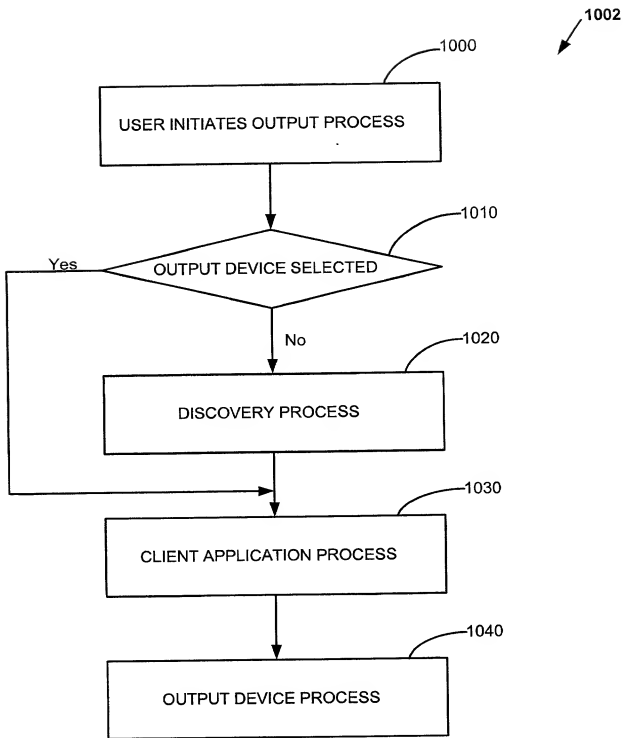 1002
1000
USER INITIATES OUTPUT PROCESS
1010
Yes
OUTPUT DEVICE SELECTED
No
1020
DISCOVERY PROCESS
1030
CLIENT APPLICATION PROCESS
1040
OUTPUT DEVICE PROCESS